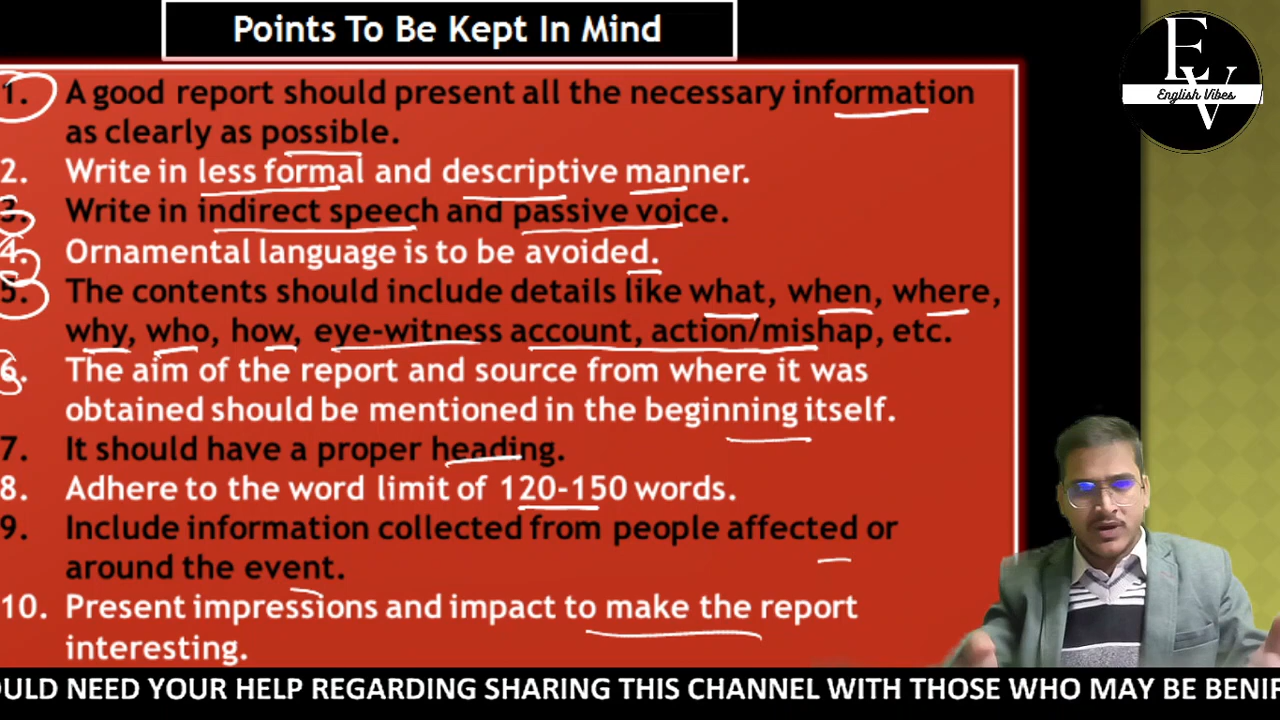 Points To Be Kept In Mind
E
V
English Vibes
1. A good report should present all the necessary information
as clearly as possible.
2. Write in less formal and descriptive manner.
3. Write in indirect speech and passive voice.
4. Ornamental language is to be avoided.
5. The contents should include details like what, when, where,
why, who, how, eye-witness account, action/mishap, etc.
6. The aim of the report and source from where it was
obtained should be mentioned in the beginning itself.
7. It should have a proper heading.
8. Adhere to the word limit of 120-150 words.
9. Include information collected from people affected or
around the event.
10. Present impressions and impact to make the report
interesting.
OULD NEED YOUR HELP REGARDING SHARING THIS CHANNEL WITH THOSE WHO MAY BE BENIF